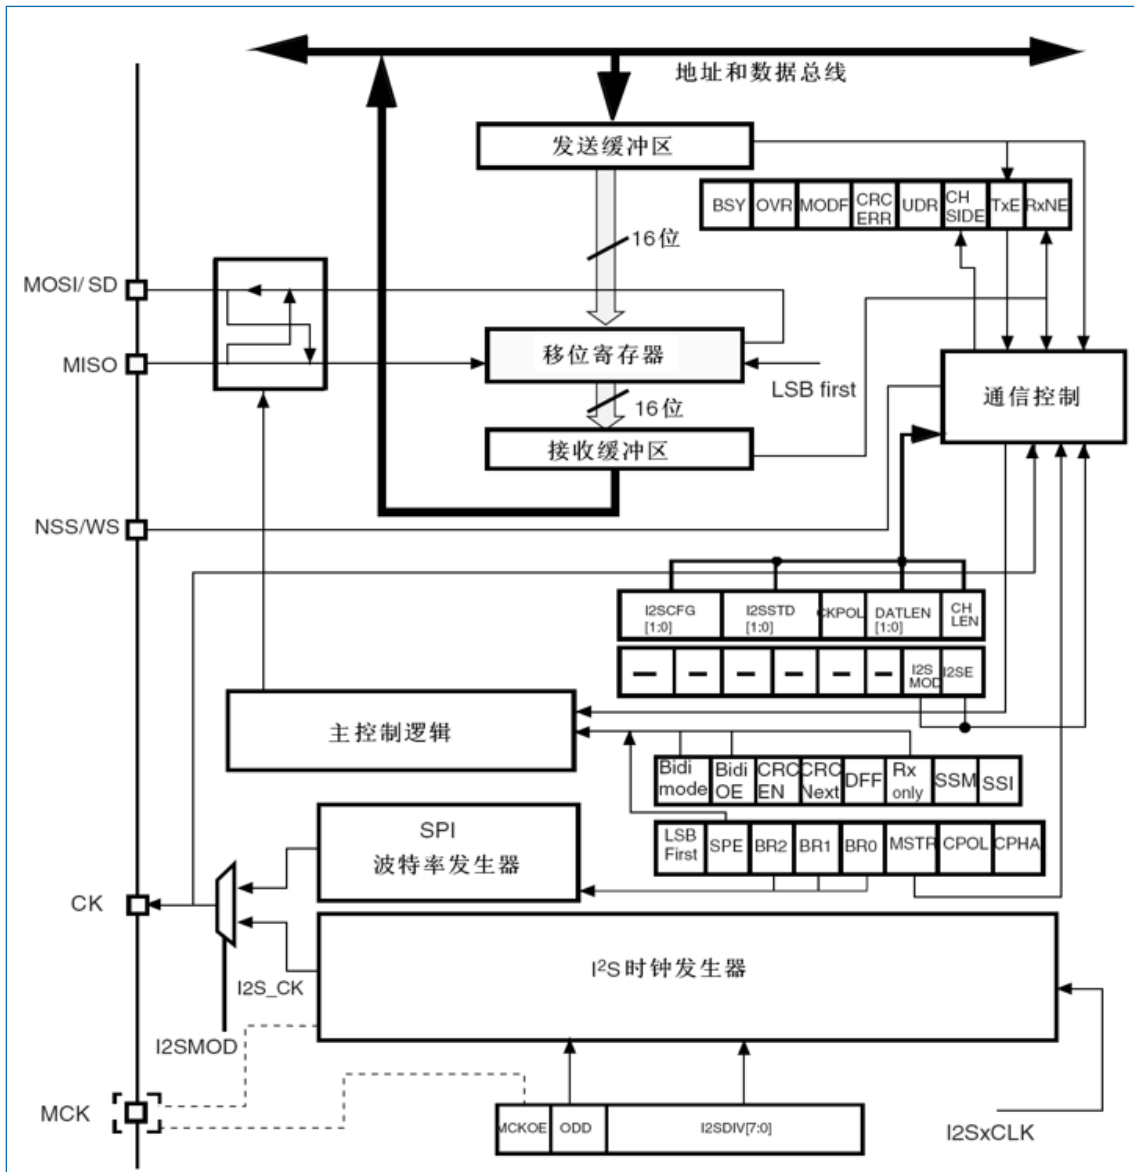 地址和数据总线
发送缓冲区
BSY OVR MODF CRC ERR UDR CH SIDE TxE RxNE
16位
MOSI/ SD
移位寄存器
MISO
LSB first
通信控制
16位
接收缓冲区
NSS/WS
I2SCFG [1:0] I2SSTD [1:0] CKPOL DATLEN [1:0] CH LEN
— — — — — — I2S MOD I2SE
主控制逻辑
Bidi mode Bidi OE CRC EN CRC Next DFF Rx only SSM SSI
LSB First SPE BR2 BR1 BR0 MSTR CPOL CPHA
SPI
波特率发生器
CK
I²S时钟发生器
I2S_CK
I2SMOD
MCK
MCKOE ODD I2SDIV[7:0]
I2SxCLK